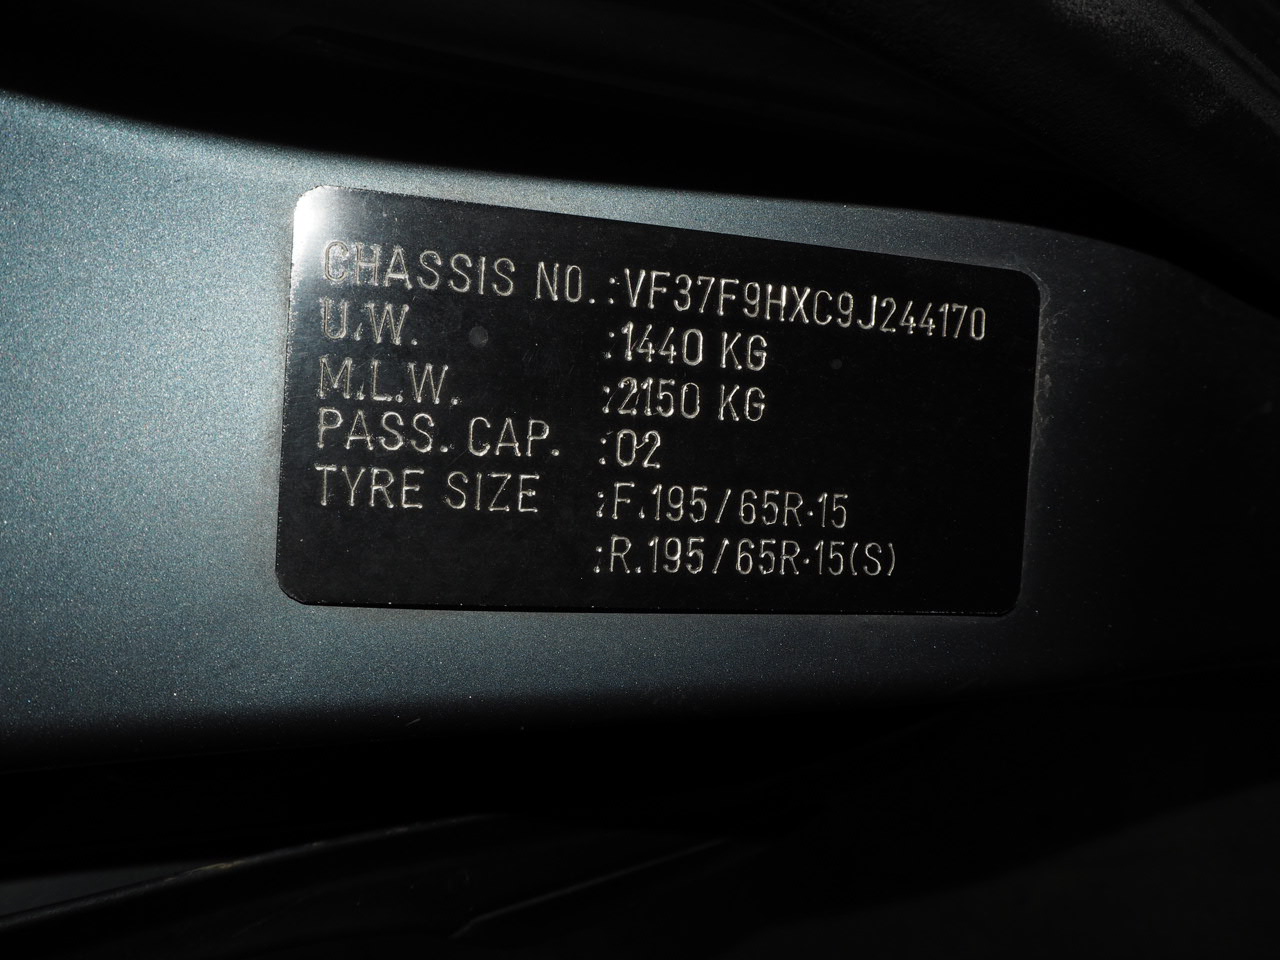 CHASSIS NO.:VF37F9HXC9J244170
U.W. :1440 KG
M.L.W. :2150 KG
PASS. CAP. :02
TYRE SIZE :F.195/65R·15
:R.195/65R·15(S)